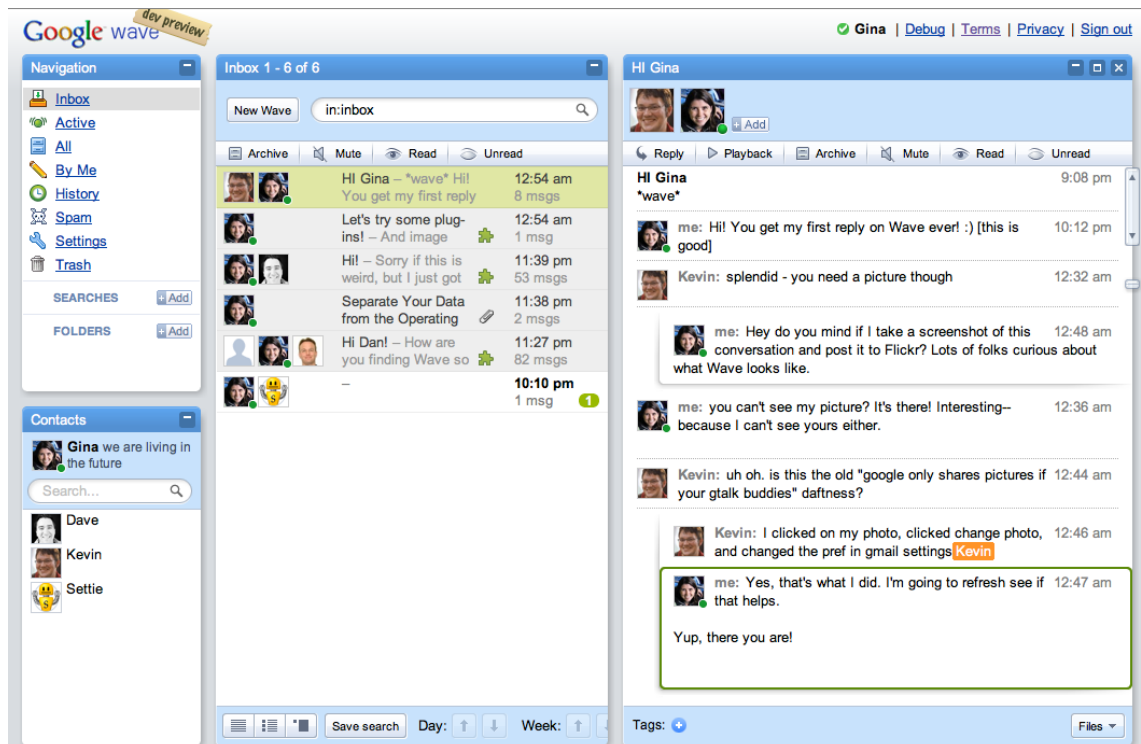 Google wave dev preview
Gina | Debug | Terms | Privacy | Sign out
Navigation
Inbox
Active
All
By Me
History
Spam
Settings
Trash
SEARCHES Add
FOLDERS Add
Contacts
Gina we are living in
the future
Search...
Dave
Kevin
Settie
Inbox 1 - 6 of 6
New Wave in:inbox
Archive Mute Read Unread
HI Gina – *wave* Hi! 12:54 am
You get my first reply 8 msgs
Let's try some plug- 12:54 am
ins! – And image 1 msg
Hi! – Sorry if this is 11:39 pm
weird, but I just got 53 msgs
Separate Your Data 11:38 pm
from the Operating 2 msgs
Hi Dan! – How are 11:27 pm
you finding Wave so 82 msgs
– 10:10 pm
1 msg 1
Save search Day: Week:
HI Gina
Add
Reply Playback Archive Mute Read Unread
HI Gina 9:08 pm
*wave*
me: Hi! You get my first reply on Wave ever! :) [this is 10:12 pm
good]
Kevin: splendid - you need a picture though 12:32 am
me: Hey do you mind if I take a screenshot of this 12:48 am
conversation and post it to Flickr? Lots of folks curious about
what Wave looks like.
me: you can't see my picture? It's there! Interesting-- 12:36 am
because I can't see yours either.
Kevin: uh oh. is this the old "google only shares pictures if 12:44 am
your gtalk buddies" daftness?
Kevin: I clicked on my photo, clicked change photo, 12:46 am
and changed the pref in gmail settings Kevin
me: Yes, that's what I did. I'm going to refresh see if 12:47 am
that helps.
Yup, there you are!
Tags: Files